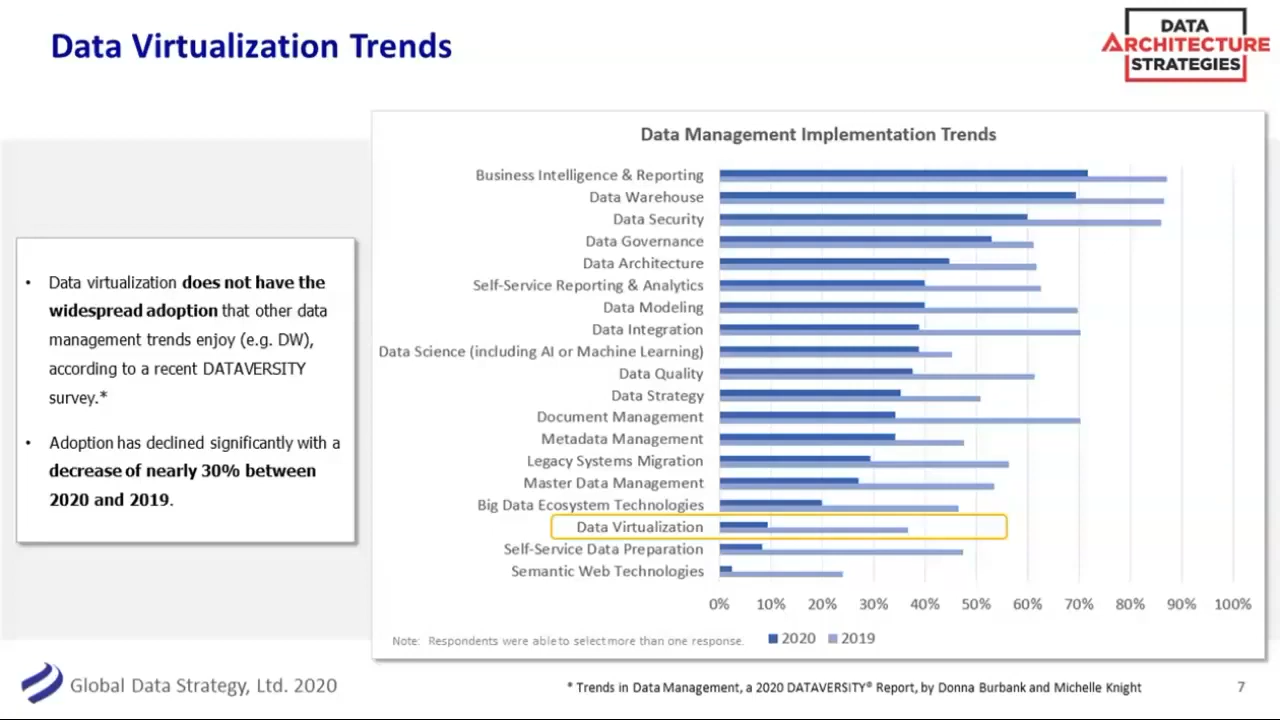 Data Virtualization Trends
DATA
ARCHITECTURE
STRATEGIES
• Data virtualization does not have the
widespread adoption that other data
management trends enjoy (e.g. DW),
according to a recent DATAVERSITY
survey.*
• Adoption has declined significantly with a
decrease of nearly 30% between
2020 and 2019.
Data Management Implementation Trends
Business Intelligence & Reporting
Data Warehouse
Data Security
Data Governance
Data Architecture
Self-Service Reporting & Analytics
Data Modeling
Data Integration
Data Science (including AI or Machine Learning)
Data Quality
Data Strategy
Document Management
Metadata Management
Legacy Systems Migration
Master Data Management
Big Data Ecosystem Technologies
Data Virtualization
Self-Service Data Preparation
Semantic Web Technologies
0% 10% 20% 30% 40% 50% 60% 70% 80% 90% 100%
Note: Respondents were able to select more than one response.
2020 2019
Global Data Strategy, Ltd. 2020
* Trends in Data Management, a 2020 DATAVERSITY® Report, by Donna Burbank and Michelle Knight
7